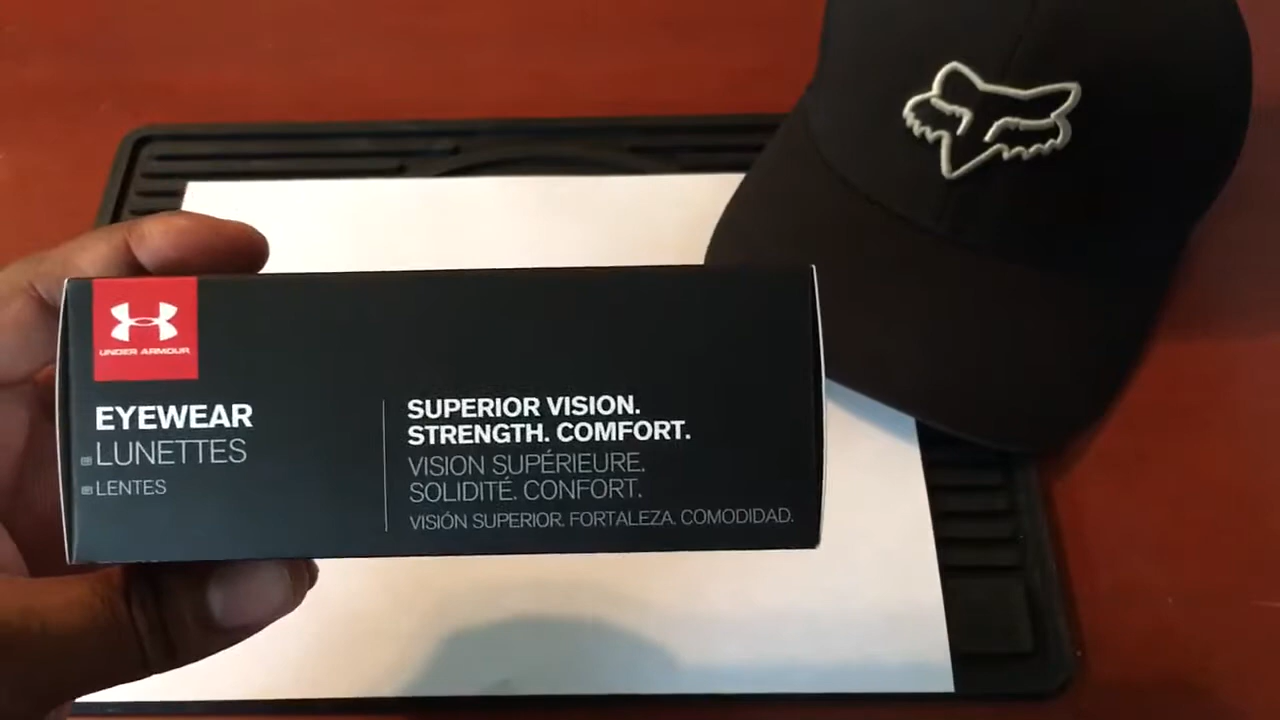 UNDER ARMOUR
EYEWEAR
LUNETTES
LENTES
SUPERIOR VISION.
STRENGTH. COMFORT.
VISION SUPÉRIEURE.
SOLIDITÉ. CONFORT.
VISIÓN SUPERIOR. FORTALEZA. COMODIDAD.